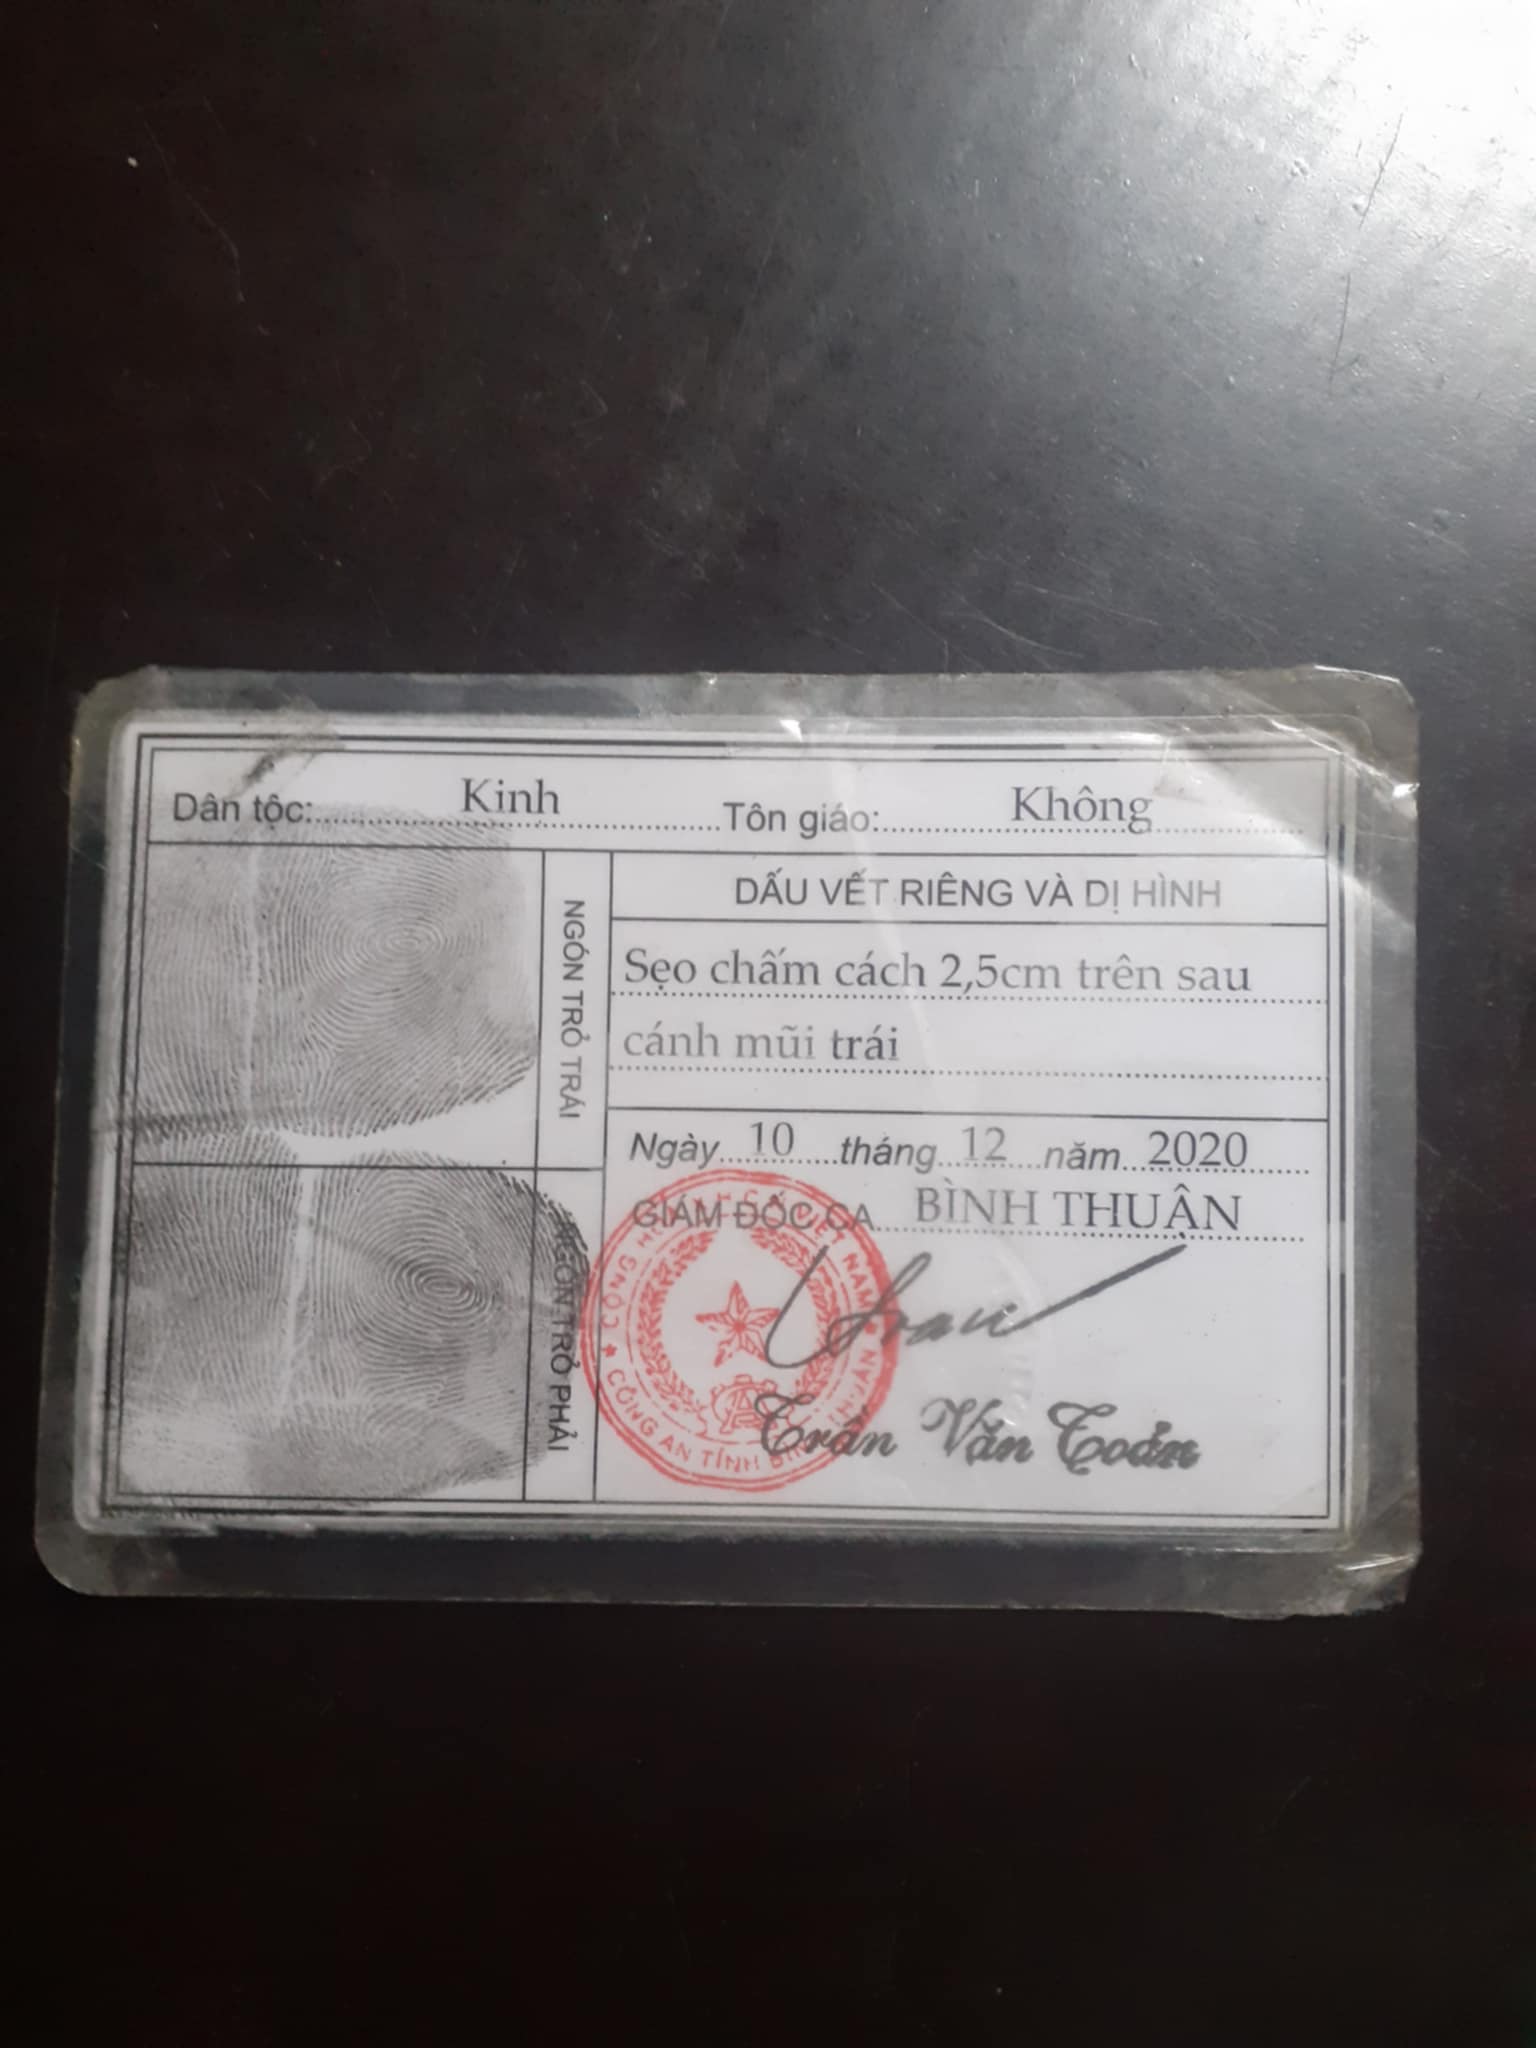 Dân tộc: Kinh Tôn giáo: Không
NGÓN TRỎ TRÁI
DẤU VẾT RIÊNG VÀ DỊ HÌNH
Sẹo chấm cách 2,5cm trên sau
cánh mũi trái
NGÓN TRỎ PHẢI
Ngày 10 tháng 12 năm 2020
GIÁM ĐỐC CA BÌNH THUẬN
CÔNG AN TỈNH BÌNH THUẬN
Trần Văn Toản